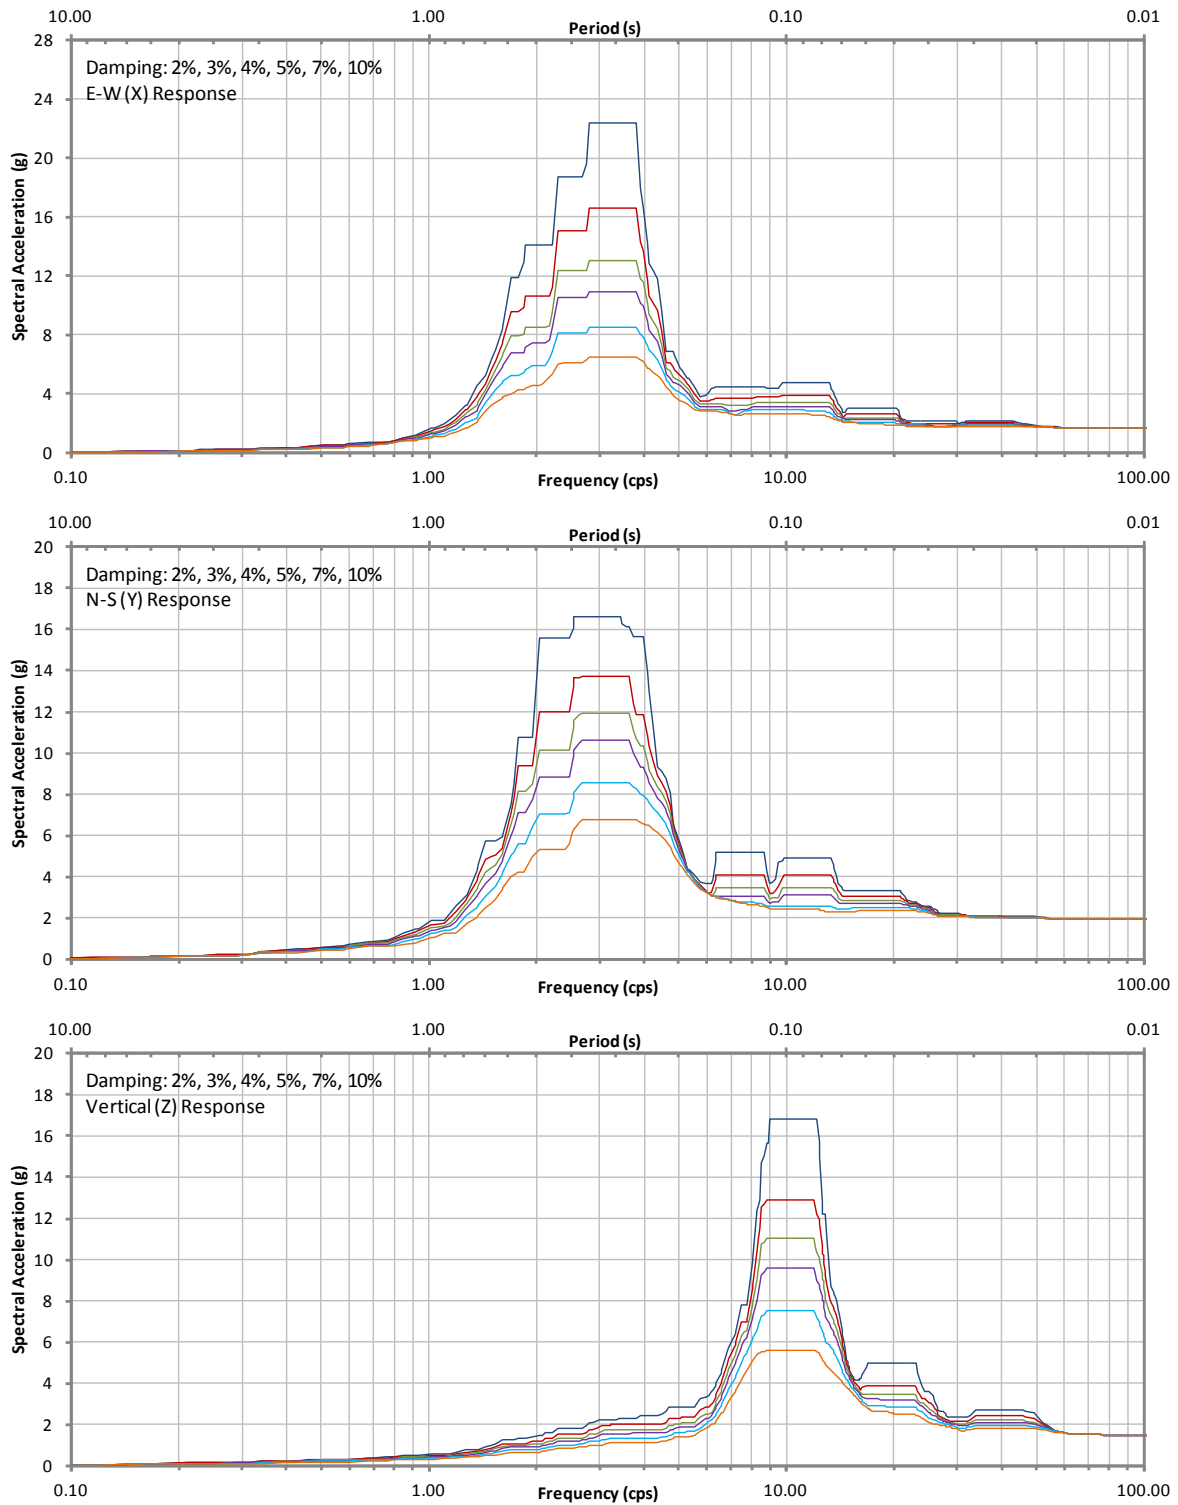 10.00 1.00 0.10 0.01
Period (s)
28
Damping: 2%, 3%, 4%, 5%, 7%, 10%
E-W (X) Response
24
20
16
12
8
4
0
Spectral Acceleration (g)
0.10 1.00 10.00 100.00
Frequency (cps)
10.00 1.00 0.10 0.01
Period (s)
20
Damping: 2%, 3%, 4%, 5%, 7%, 10%
N-S (Y) Response
18
16
14
12
10
8
6
4
2
0
Spectral Acceleration (g)
0.10 1.00 10.00 100.00
Frequency (cps)
10.00 1.00 0.10 0.01
Period (s)
20
Damping: 2%, 3%, 4%, 5%, 7%, 10%
Vertical (Z) Response
18
16
14
12
10
8
6
4
2
0
Spectral Acceleration (g)
0.10 1.00 10.00 100.00
Frequency (cps)